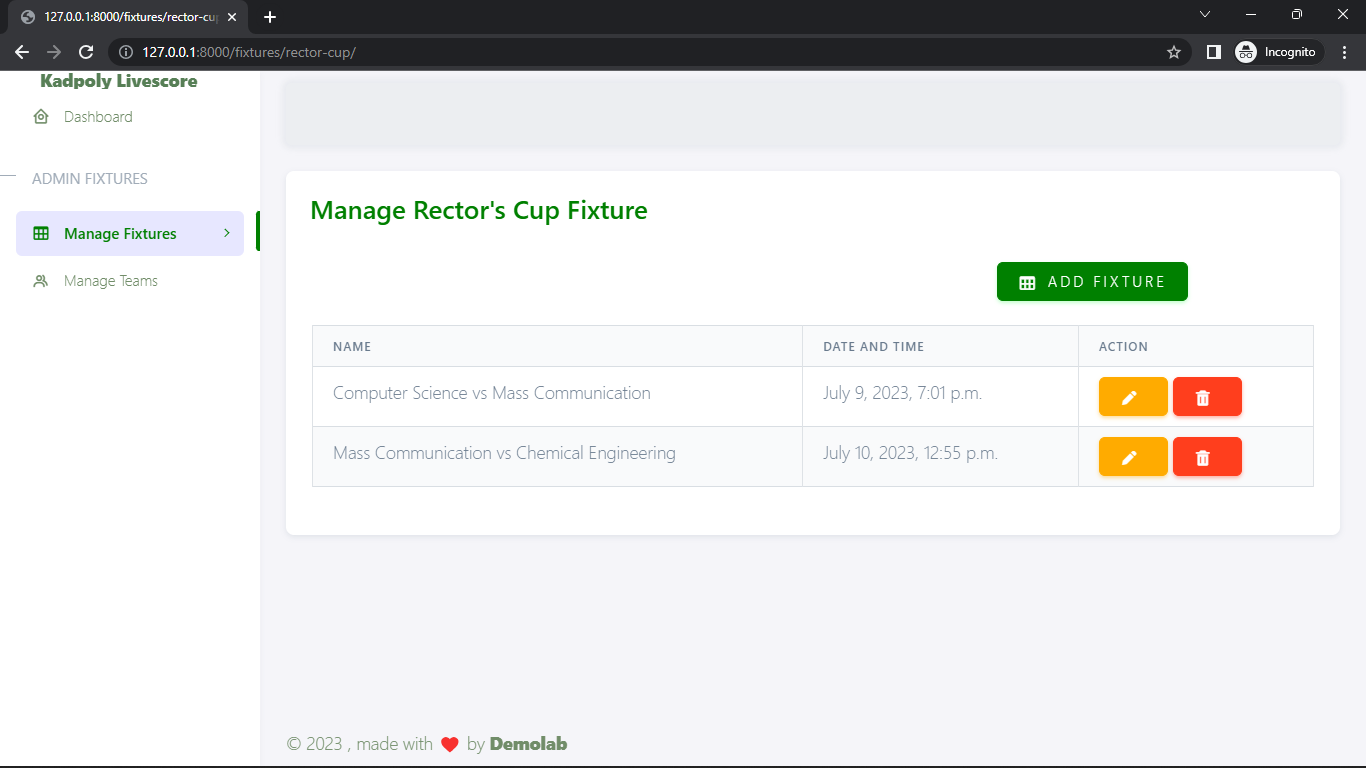 127.0.0.1:8000/fixtures/rector-cup
127.0.0.1:8000/fixtures/rector-cup/
Incognito
Kadpoly Livescore
Dashboard
ADMIN FIXTURES
Manage Fixtures
Manage Teams
Manage Rector's Cup Fixture
ADD FIXTURE
NAME DATE AND TIME ACTION
Computer Science vs Mass Communication July 9, 2023, 7:01 p.m.
Mass Communication vs Chemical Engineering July 10, 2023, 12:55 p.m.
© 2023 , made with ❤️ by Demolab